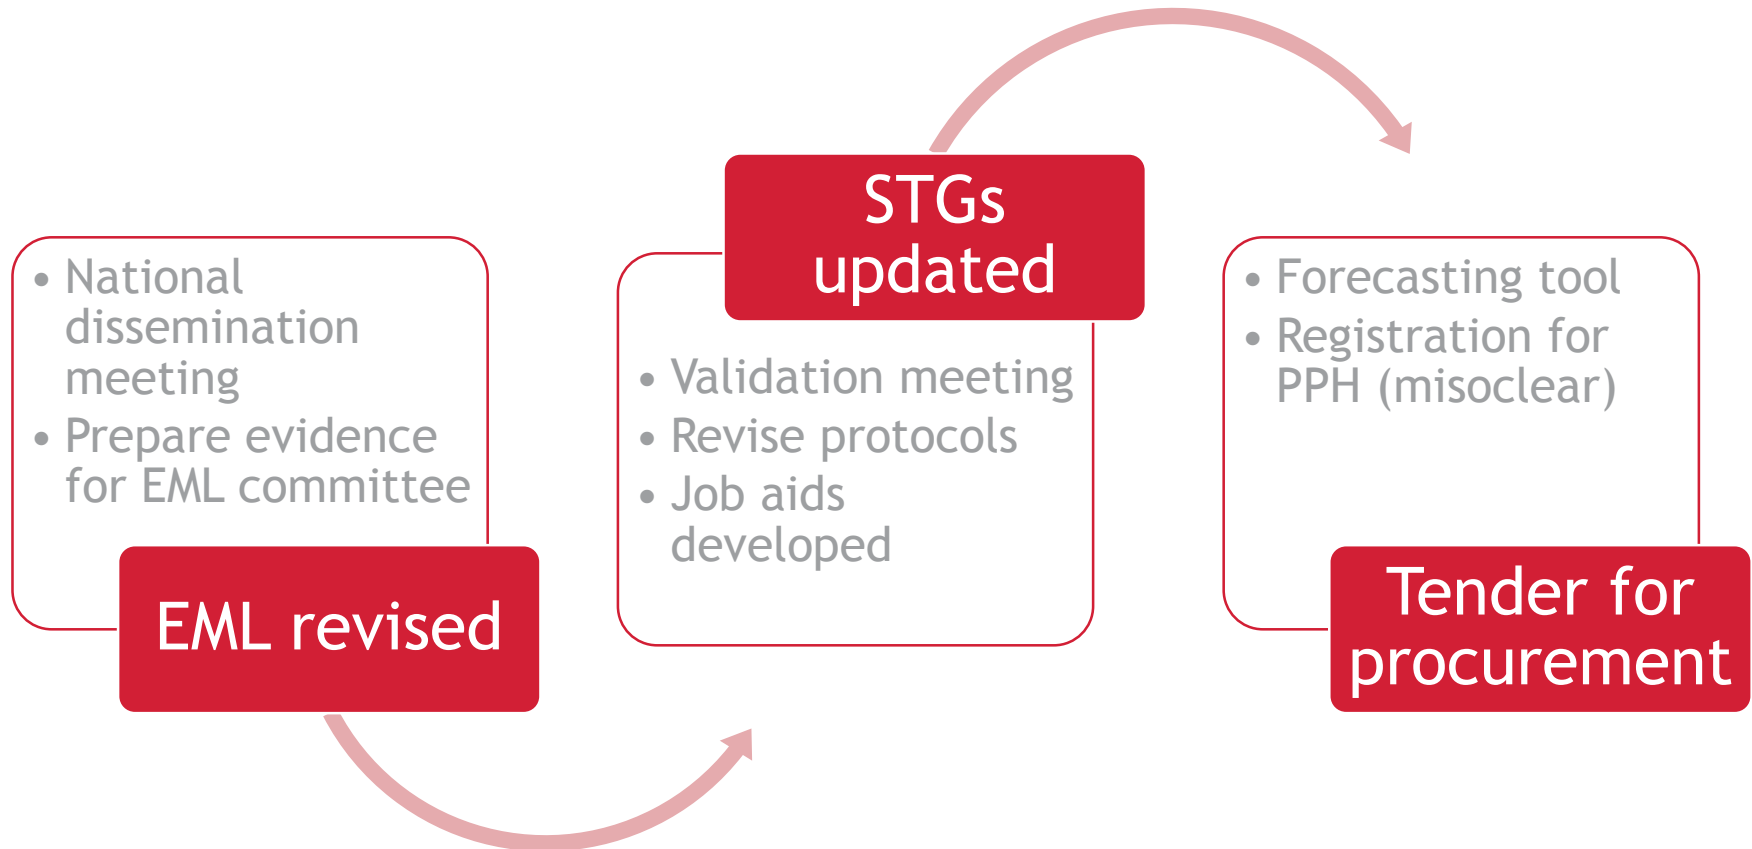 • National
dissemination
meeting
• Prepare evidence
for EML committee
EML revised
STGs
updated
• Validation meeting
• Revise protocols
• Job aids
developed
• Forecasting tool
• Registration for
PPH (misoclear)
Tender for
procurement